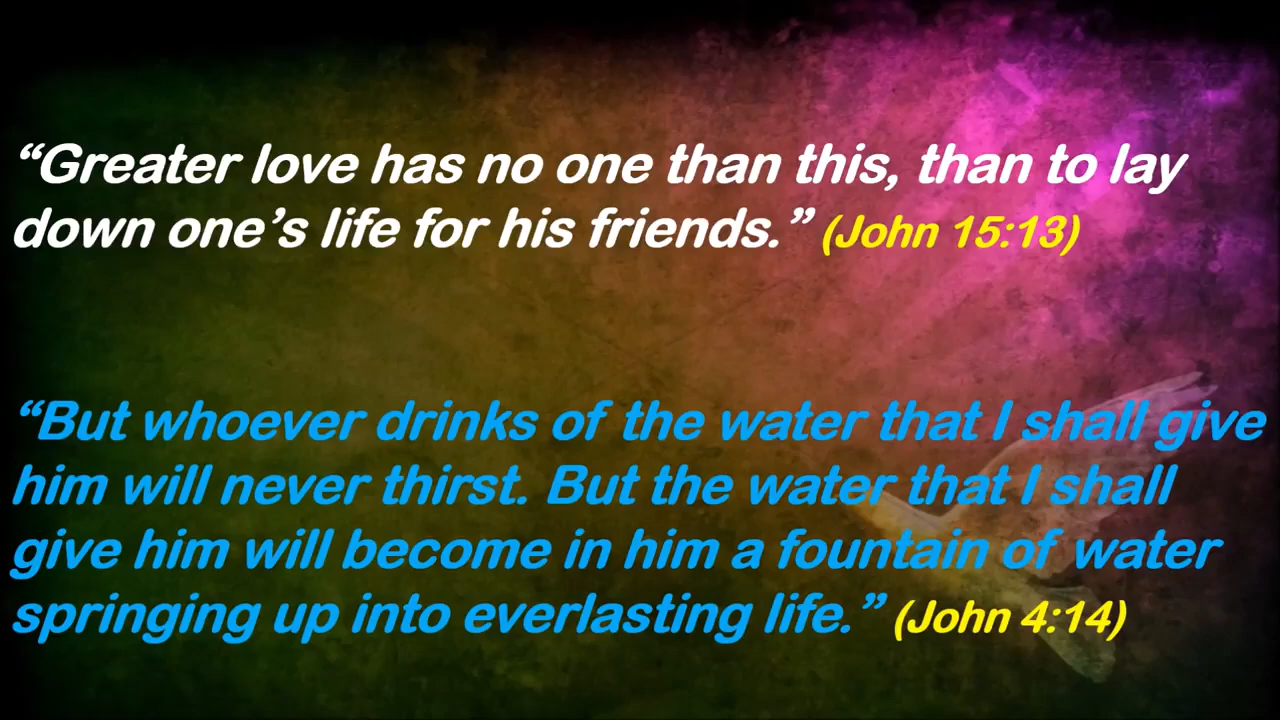 “Greater love has no one than this, than to lay
down one’s life for his friends.” (John 15:13)
“But whoever drinks of the water that I shall give
him will never thirst. But the water that I shall
give him will become in him a fountain of water
springing up into everlasting life.” (John 4:14)